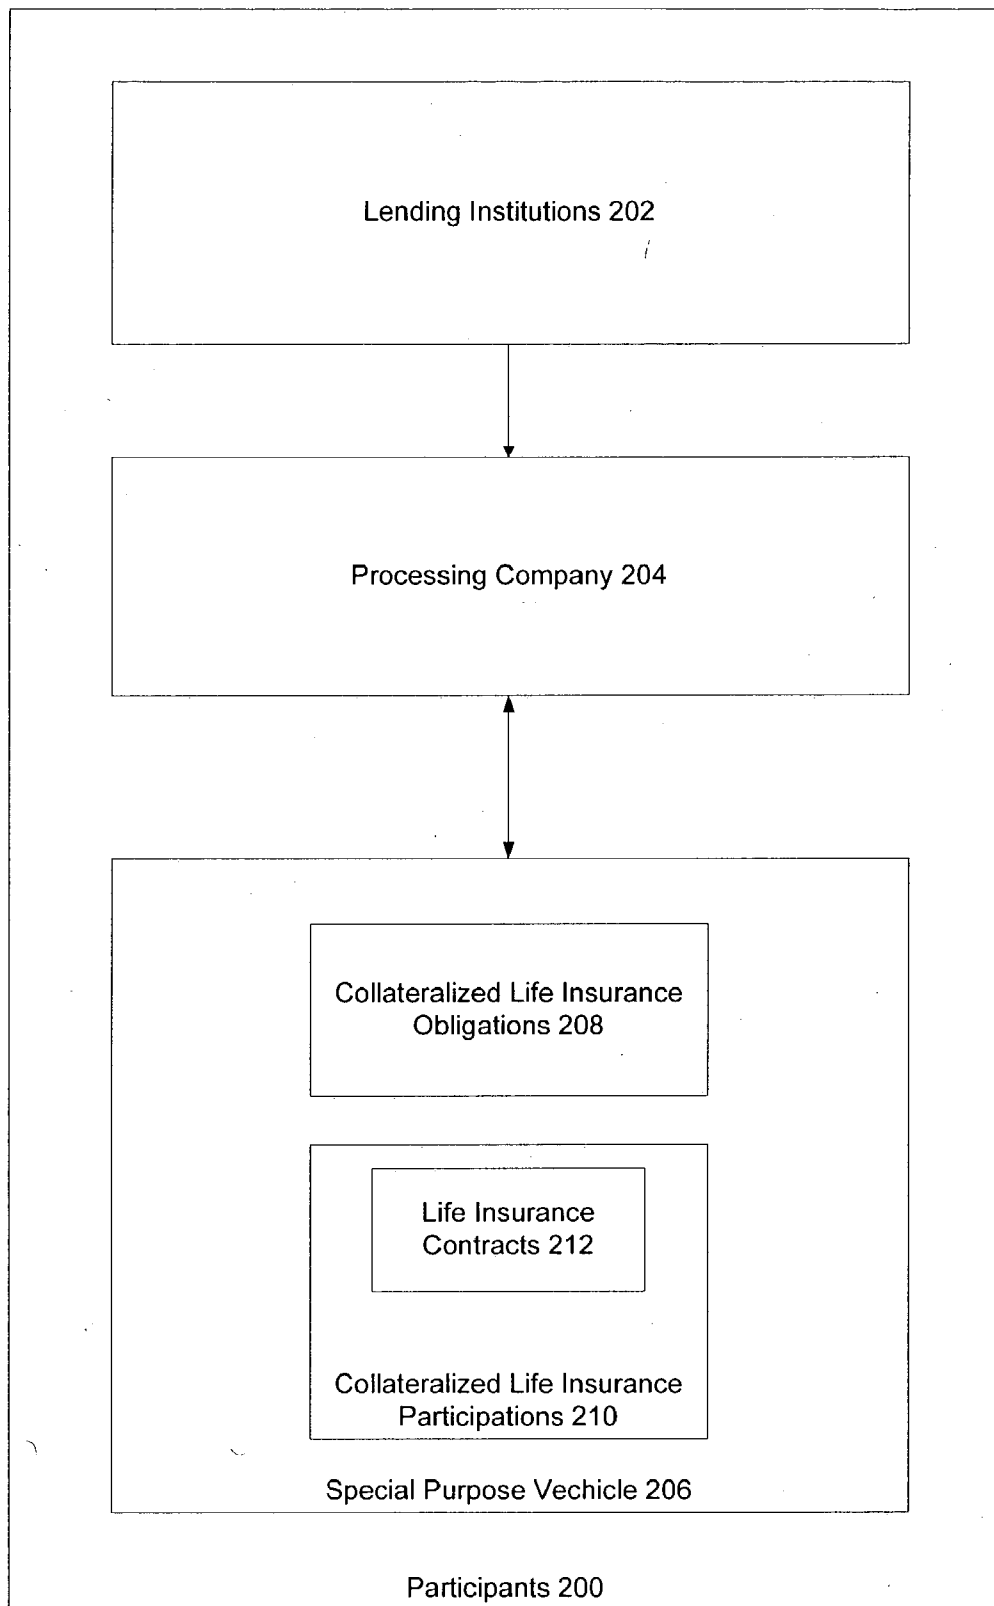 Lending Institutions 202
Processing Company 204
Collateralized Life Insurance
Obligations 208
Life Insurance
Contracts 212
Collateralized Life Insurance
Participations 210
Special Purpose Vechicle 206
Participants 200